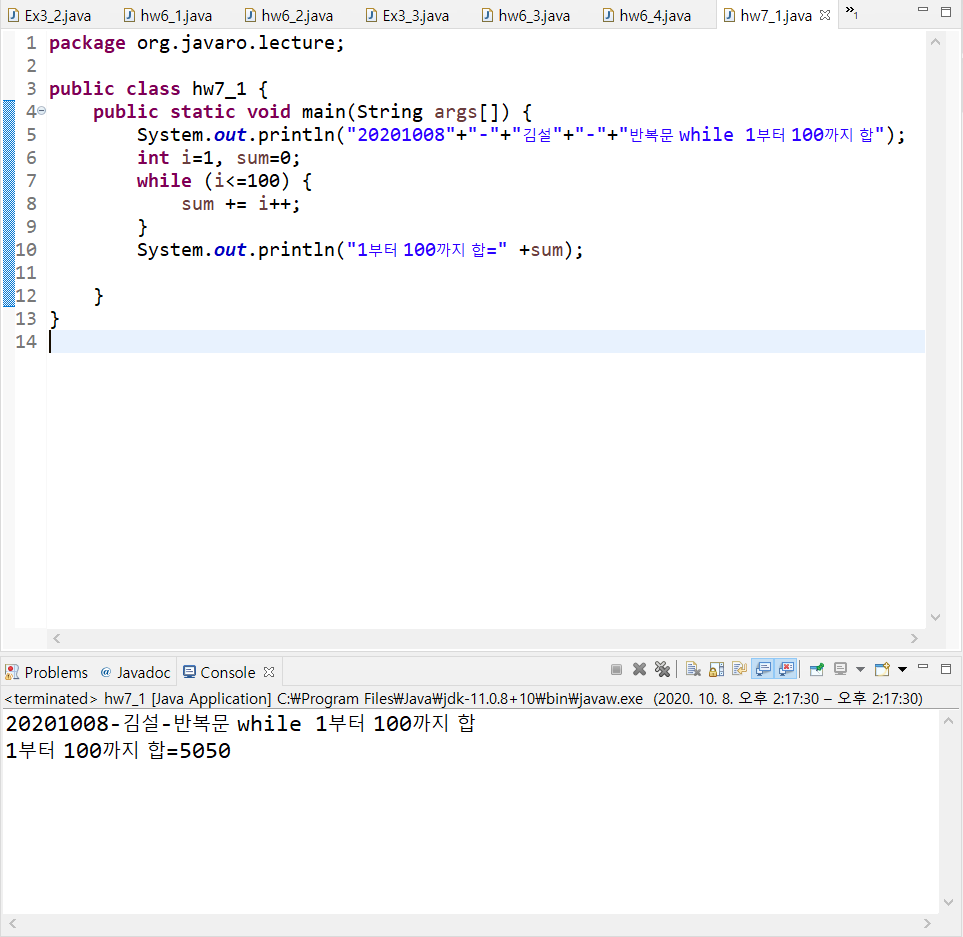 Ex3_2.java hw6_1.java hw6_2.java Ex3_3.java hw6_3.java hw6_4.java hw7_1.java »1
1 package org.javaro.lecture;
2
3 public class hw7_1 {
4 public static void main(String args[]) {
5 System.out.println("20201008"+"-"+"김설"+"-"+"반복문 while 1부터 100까지 합");
6 int i=1, sum=0;
7 while (i<=100) {
8 sum += i++;
9 }
10 System.out.println("1부터 100까지 합=" +sum);
11
12 }
13 }
14
Problems @ Javadoc Console
<terminated> hw7_1 [Java Application] C:₩Program Files₩Java₩jdk-11.0.8+10₩bin₩javaw.exe (2020. 10. 8. 오후 2:17:30 – 오후 2:17:30)
20201008-김설-반복문 while 1부터 100까지 합
1부터 100까지 합=5050